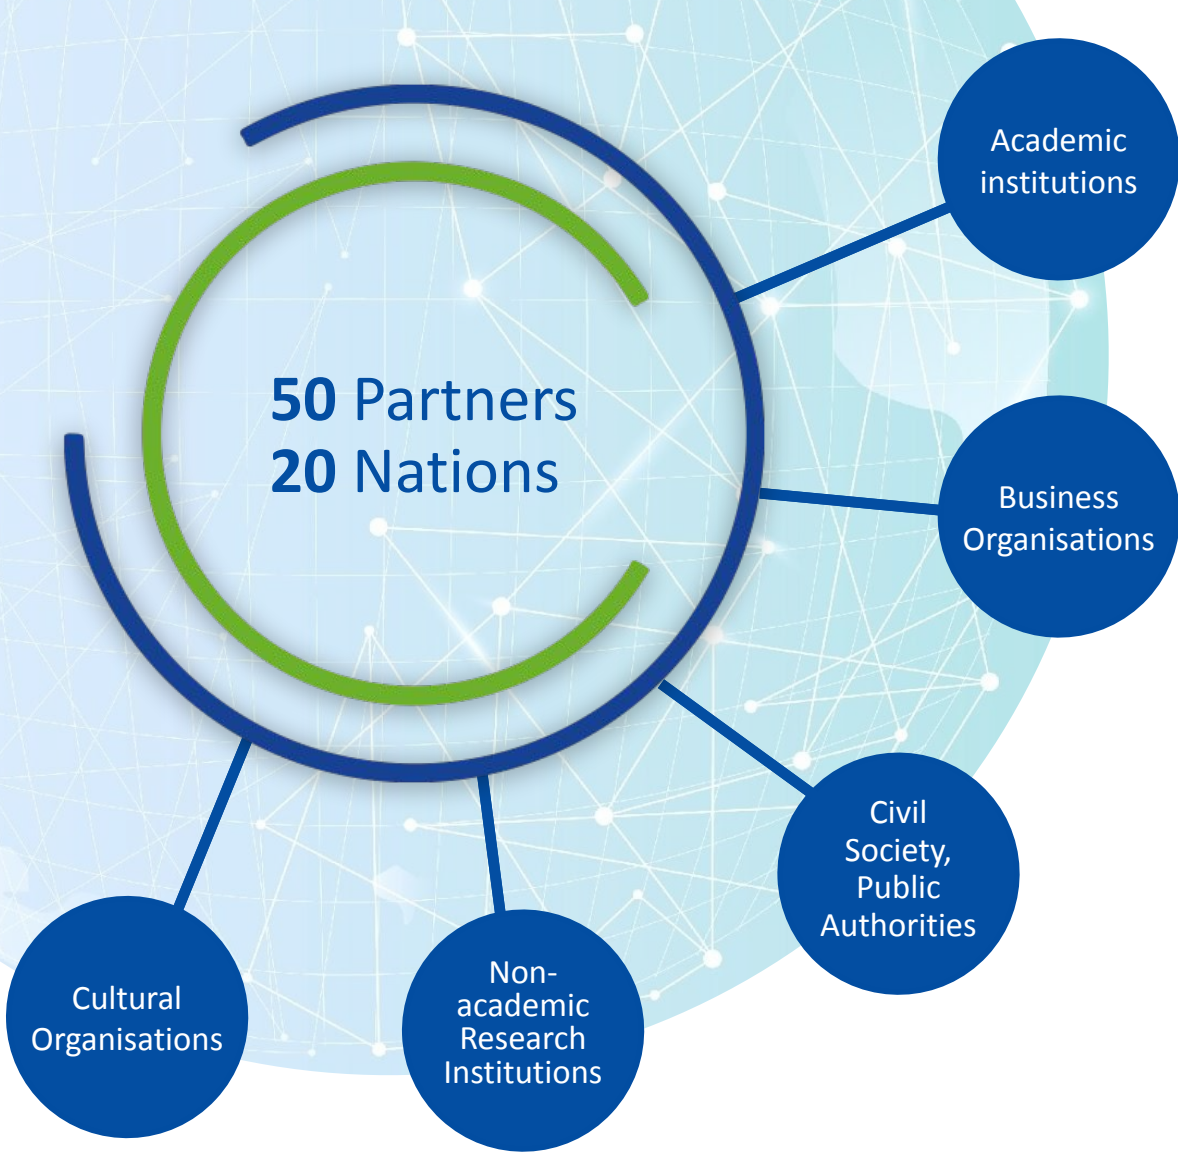 50 Partners
20 Nations
Academic
institutions
Business
Organisations
Civil
Society,
Public
Authorities
Non-
academic
Research
Institutions
Cultural
Organisations